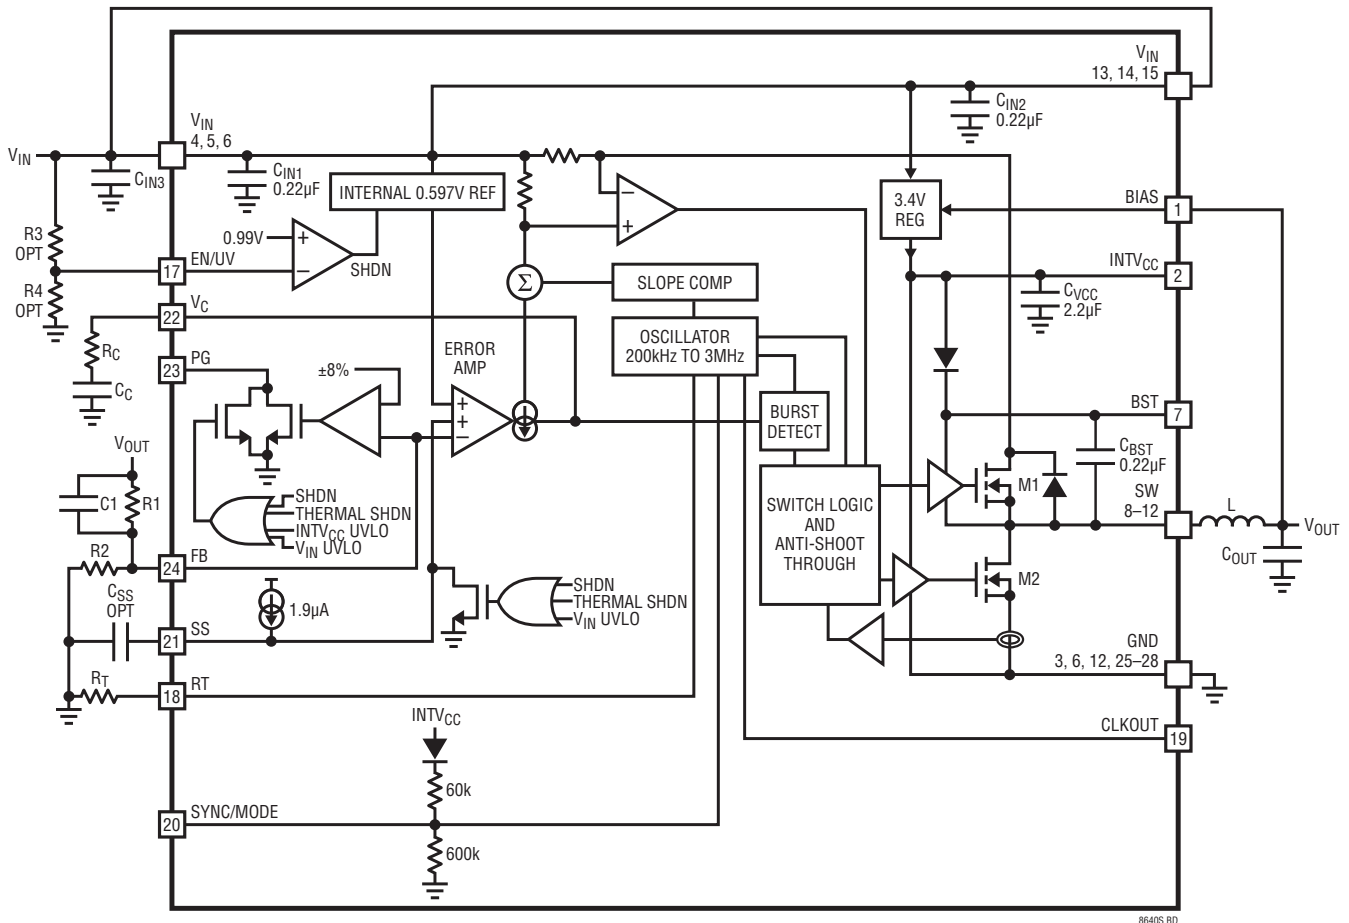 VIN
13, 14, 15
CIN2
0.22µF
VIN
4, 5, 6
VIN
CIN3
CIN1
0.22µF
INTERNAL 0.597V REF
−
+
3.4V
REG
BIAS
1
R3
OPT
0.99V
+
−
SHDN
EN/UV
17
R4
OPT
Σ
SLOPE COMP
INTVCC
2
CVCC
2.2µF
VC
22
OSCILLATOR
200kHz TO 3MHz
RC
CC
PG
23
±8%
ERROR
AMP
+
+
−
BURST
DETECT
BST
7
CBST
0.22µF
VOUT
C1
R1
SHDN
THERMAL SHDN
INTVCC UVLO
VIN UVLO
SWITCH LOGIC
AND
ANTI-SHOOT
THROUGH
M1
SW
8–12
L
VOUT
COUT
R2
FB
24
M2
CSS
OPT
1.9µA
SHDN
THERMAL SHDN
VIN UVLO
SS
21
GND
3, 6, 12, 25–28
RT
RT
18
INTVCC
CLKOUT
19
60k
SYNC/MODE
20
600k
8640S BD